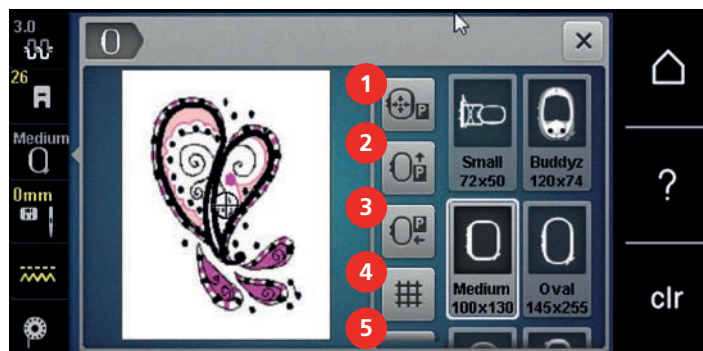 3.0
26
Medium
0mm
1
P
2
P
3
P
4
5
Small
72x50
Buddyz
120x74
Medium
100x130
Oval
145x255
?
clr